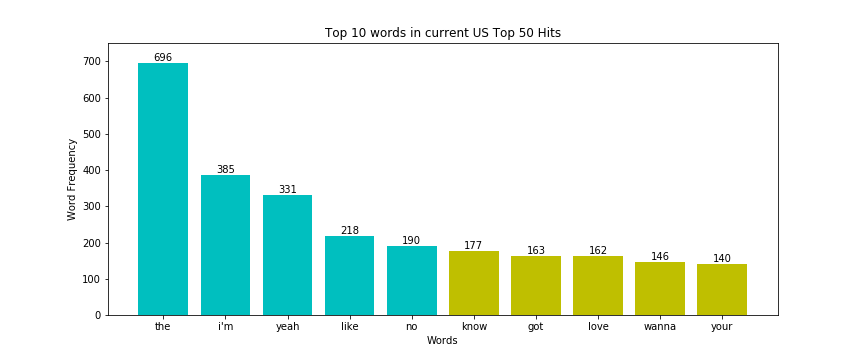 Top 10 words in current US Top 50 Hits
Word Frequency
700
600
500
400
300
200
100
0
696
385
331
218
190
177
163
162
146
140
the
i'm
yeah
like
no
know
got
love
wanna
your
Words